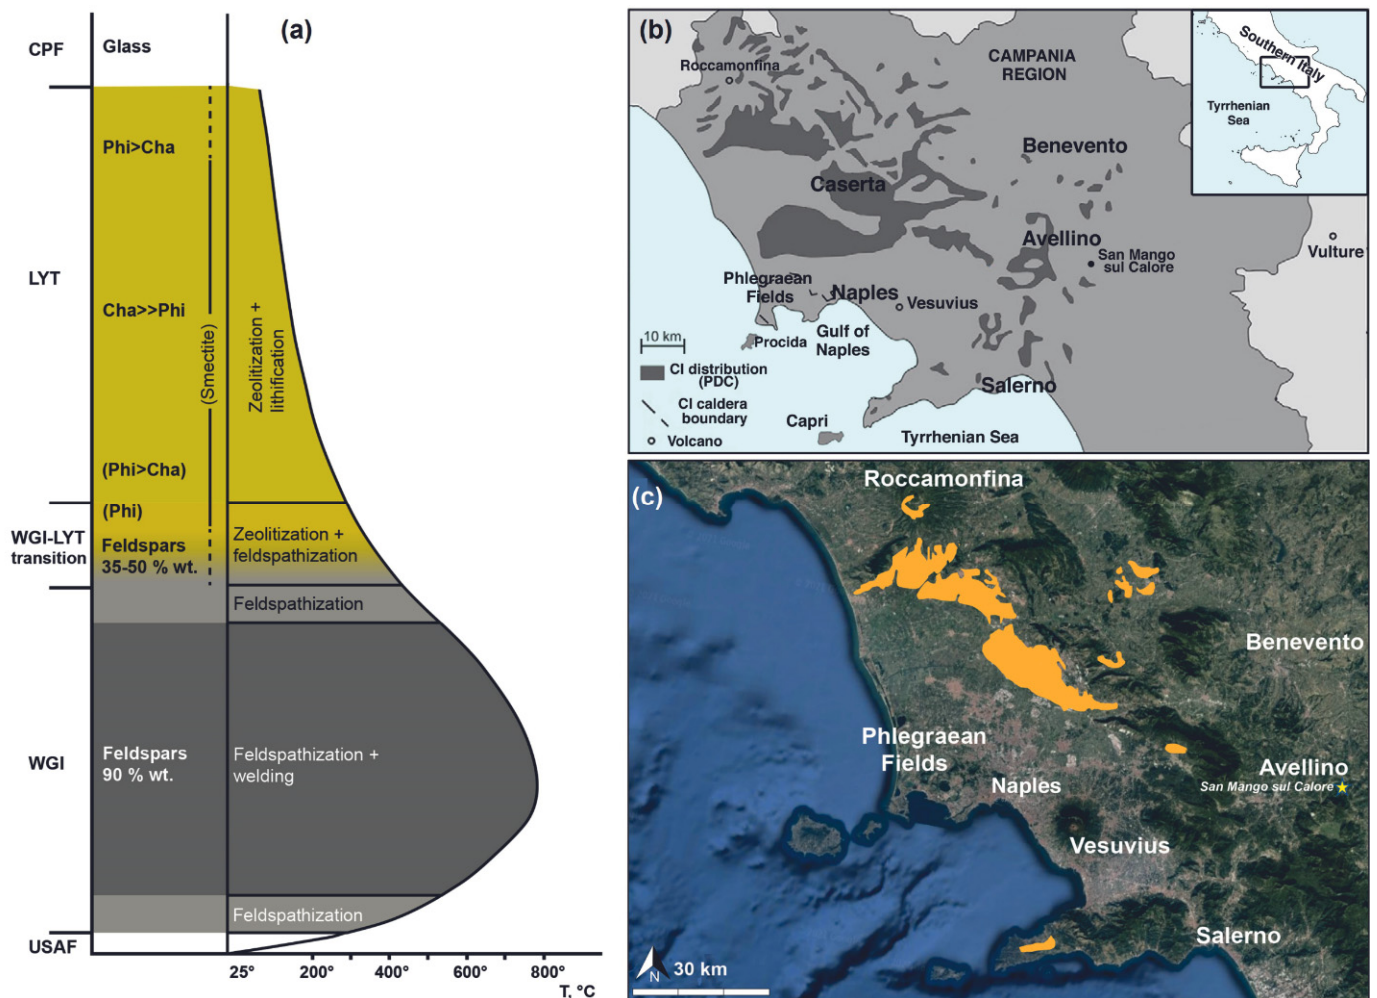 (a)
CPF
Glass
Phi>Cha
LYT
Cha>>Phi
(Smectite)
Zeolitization +
lithification
(Phi>Cha)
(Phi)
WGI-LYT
transition
Feldspars
35-50 % wt.
Zeolitization +
feldspathization
Feldspathization
WGI
Feldspars
90 % wt.
Feldspathization +
welding
Feldspathization
USAF
25° 200° 400° 600° 800°
T, °C
(b)
Roccamonfina
CAMPANIA
REGION
Southern Italy
Tyrrhenian
Sea
Benevento
Caserta
Avellino
San Mango
sul Calore
Vulture
Phlegraean
Fields
Naples
Vesuvius
10 km
Procida
Gulf of
Naples
CI distribution
(PDC)
CI caldera
boundary
Volcano
Salerno
Capri
Tyrrhenian Sea
(c)
Roccamonfina
Benevento
Phlegraean
Fields
Naples
Avellino
San Mango sul Calore
Vesuvius
Salerno
N
30 km